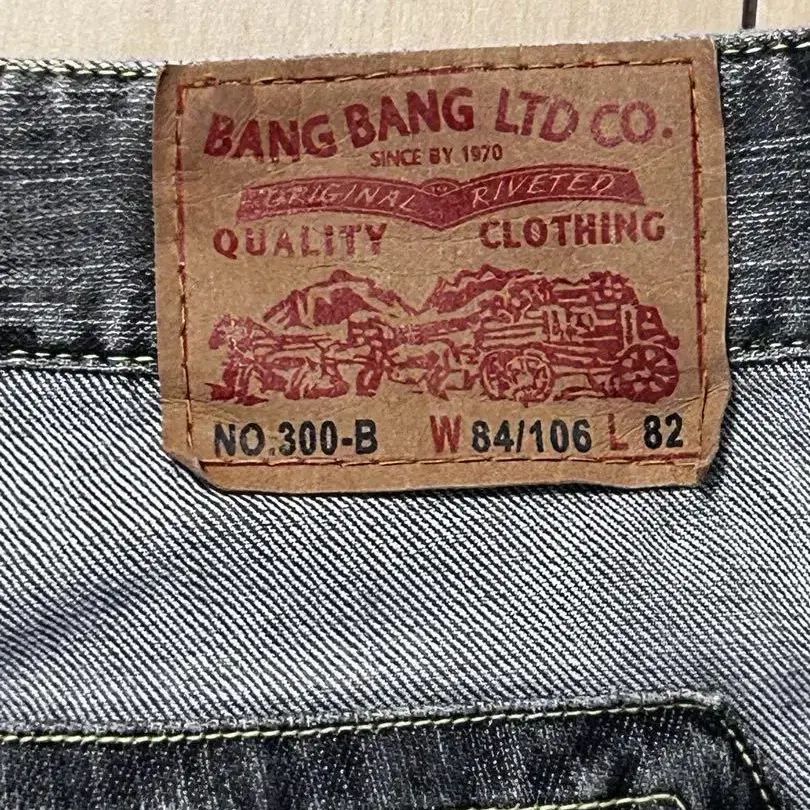 BANG BANG LTD CO.
SINCE BY 1970
ORIGINAL RIVETED
QUALITY CLOTHING
NO.300-B W 84/106 L 82